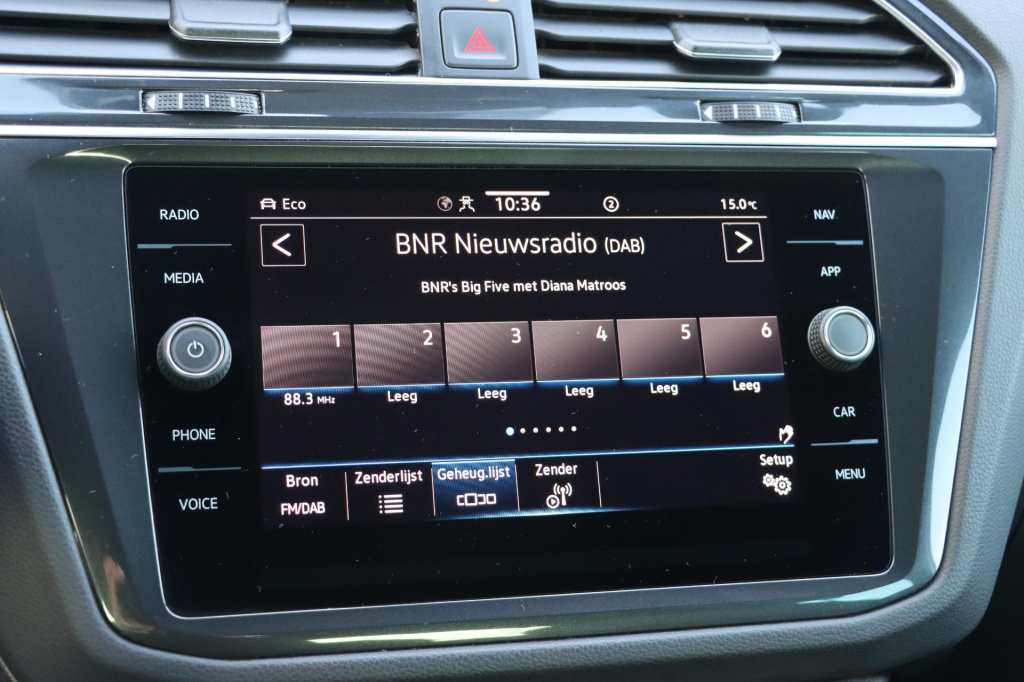 RADIO
MEDIA
PHONE
VOICE
Eco
10:36
2
15.0°C
<
BNR Nieuwsradio (DAB)
>
BNR's Big Five met Diana Matroos
1 2 3 4 5 6
88.3 MHz Leeg Leeg Leeg Leeg Leeg
Bron
FM/DAB
Zenderlijst
Geheug.lijst
Zender
Setup
NAV
APP
CAR
MENU